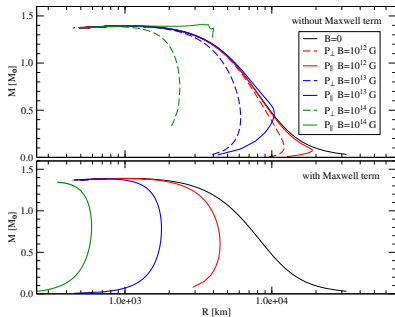 without Maxwell term
B=0
P⊥ B=10¹² G
P∥ B=10¹² G
P⊥ B=10¹³ G
P∥ B=10¹³ G
P⊥ B=10¹⁴ G
P∥ B=10¹⁴ G
M [M⊙]
1.5
1.0
0.5
0.0
with Maxwell term
M [M⊙]
1.5
1.0
0.5
0.0
1.0e+03
1.0e+04
R [km]